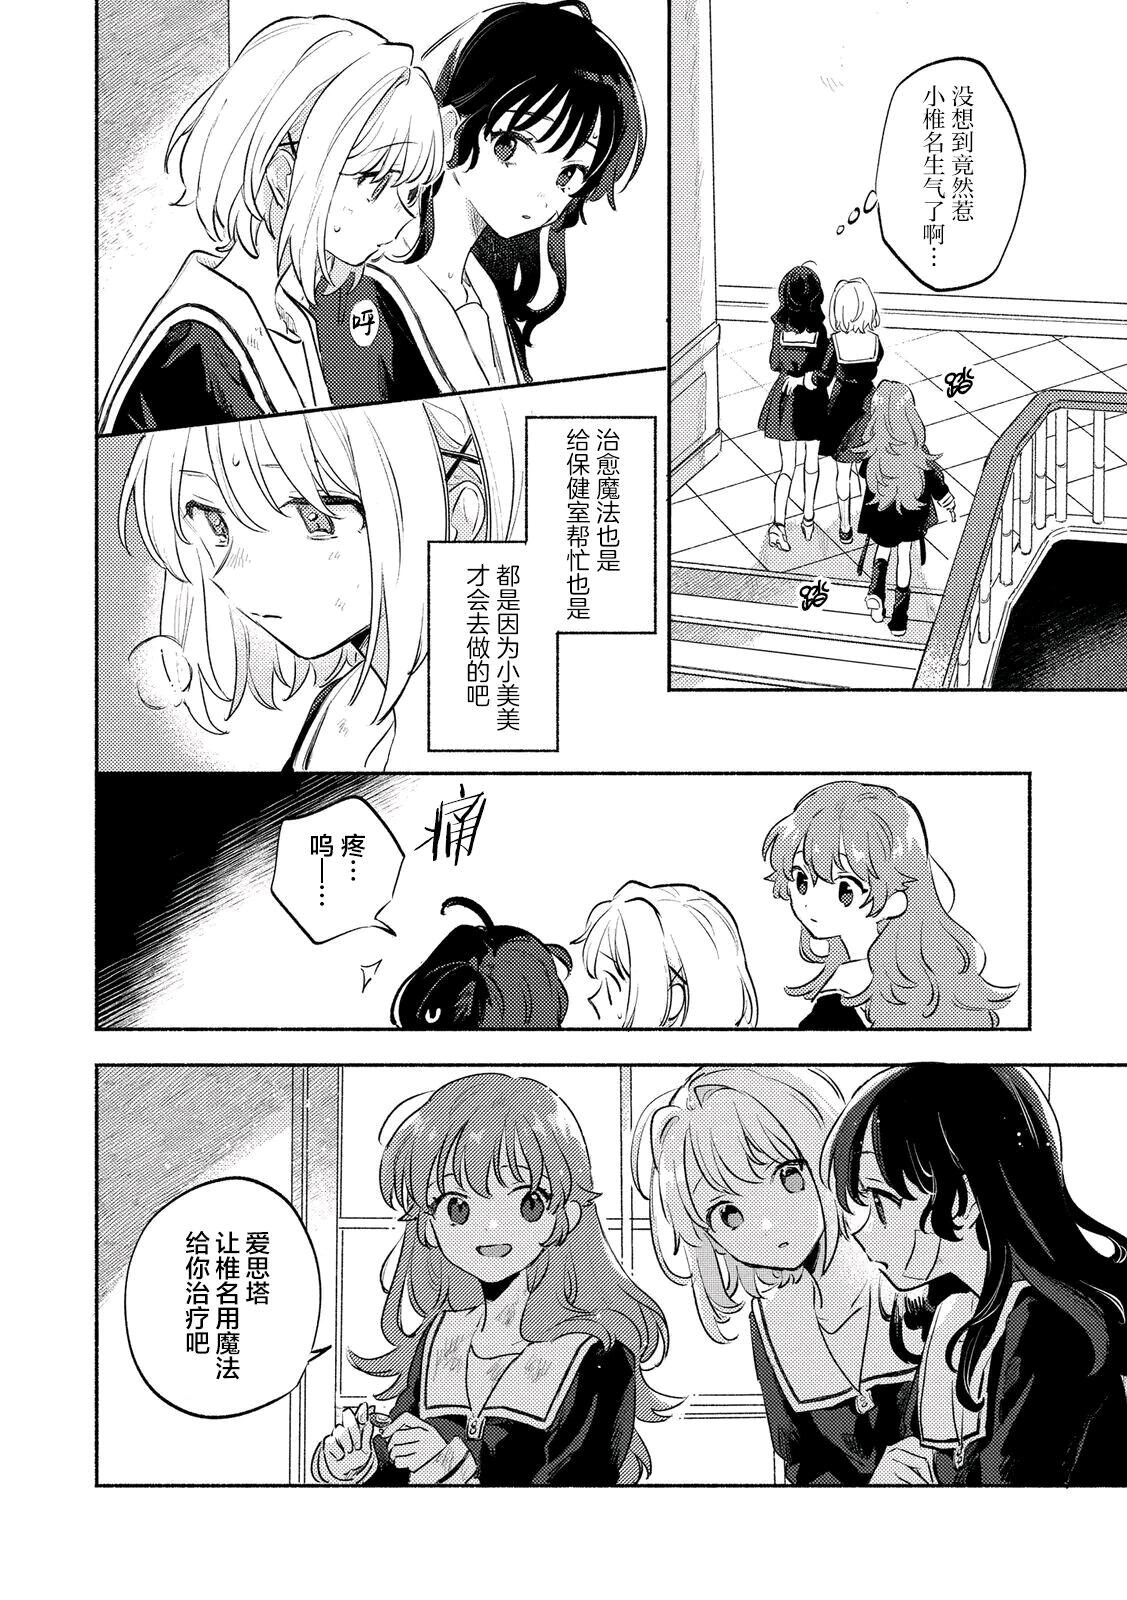 没想到竟然惹
小椎名生气了啊…
踏
踏
呼
治愈魔法也是
给保健室帮忙也是
都是因为小美美
才会去做的吧
痛
疼…
呜——…
爱思塔
让椎名用魔法
给你治疗吧